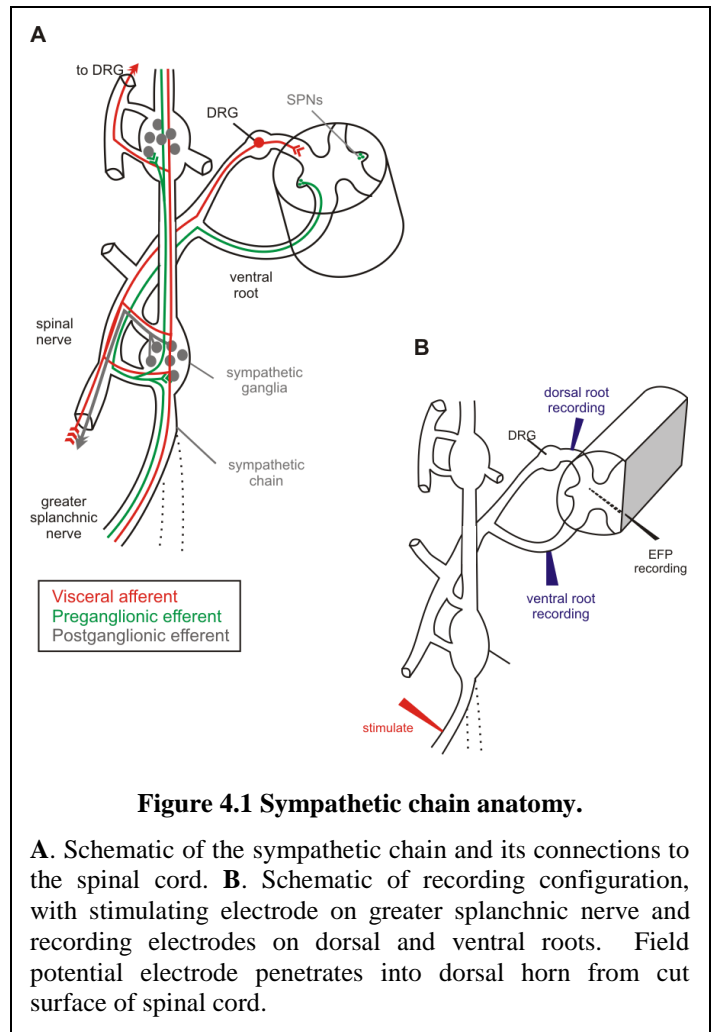 A
to DRG
SPNs
DRG
ventral
root
spinal
nerve
sympathetic
ganglia
sympathetic
chain
greater
splanchnic
nerve
Visceral afferent
Preganglionic efferent
Postganglionic efferent
B
dorsal root
recording
DRG
EFP
recording
ventral root
recording
stimulate
Figure 4.1 Sympathetic chain anatomy.
A. Schematic of the sympathetic chain and its connections to
the spinal cord. B. Schematic of recording configuration,
with stimulating electrode on greater splanchnic nerve and
recording electrodes on dorsal and ventral roots. Field
potential electrode penetrates into dorsal horn from cut
surface of spinal cord.